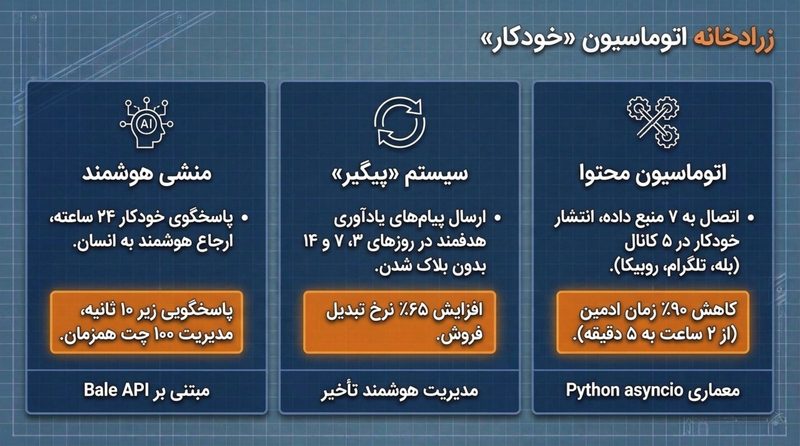 زرادخانه اتوماسیون «خودکار»
اتوماسیون محتوا
• اتصال به ۷ منبع داده، انتشار
خودکار در ۵ کانال
(بله، تلگرام، روبیکا).
کاهش ۹۰٪ زمان ادمین
(از ۲ ساعت به ۵ دقیقه).
معماری Python asyncio
سیستم «پیگیر»
• ارسال پیام‌های یادآوری
هدفمند در روزهای ۳، ۷ و ۱۴
بدون بلاک شدن.
افزایش ۶۵٪ نرخ تبدیل
فروش.
مدیریت هوشمند تأخیر
AI
منشی هوشمند
• پاسخگوی خودکار ۲۴ ساعته،
ارجاع هوشمند به انسان.
پاسخگویی زیر ۱۰ ثانیه،
مدیریت ۱۰۰ چت همزمان.
مبتنی بر Bale API